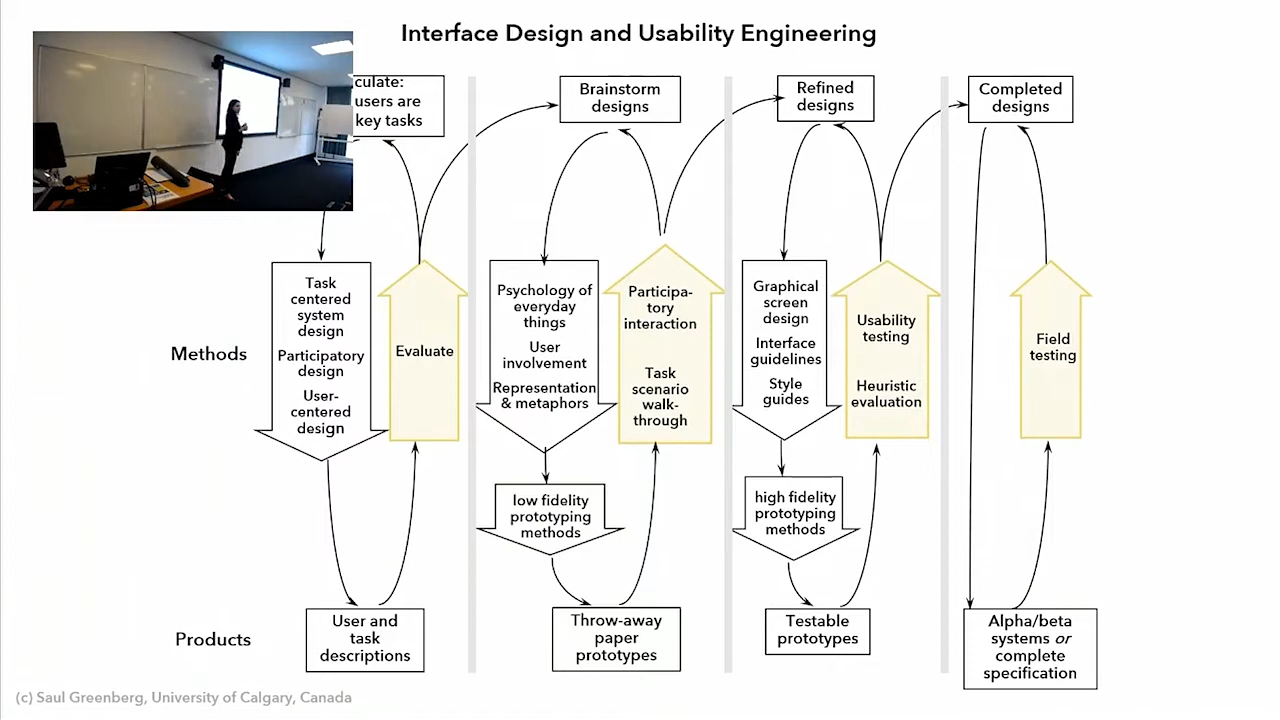 Interface Design and Usability Engineering
culate:
users are
key tasks
Brainstorm
designs
Refined
designs
Completed
designs
Methods
Task
centered
system
design
Participatory
design
User-
centered
design
Evaluate
Psychology of
everyday
things
User
involvement
Representation
& metaphors
Participa-
tory
interaction
Task
scenario
walk-
through
Graphical
screen
design
Interface
guidelines
Style
guides
Usability
testing
Heuristic
evaluation
Field
testing
low fidelity
prototyping
methods
high fidelity
prototyping
methods
Products
User and
task
descriptions
Throw-away
paper
prototypes
Testable
prototypes
Alpha/beta
systems or
complete
specification
(c) Saul Greenberg, University of Calgary, Canada